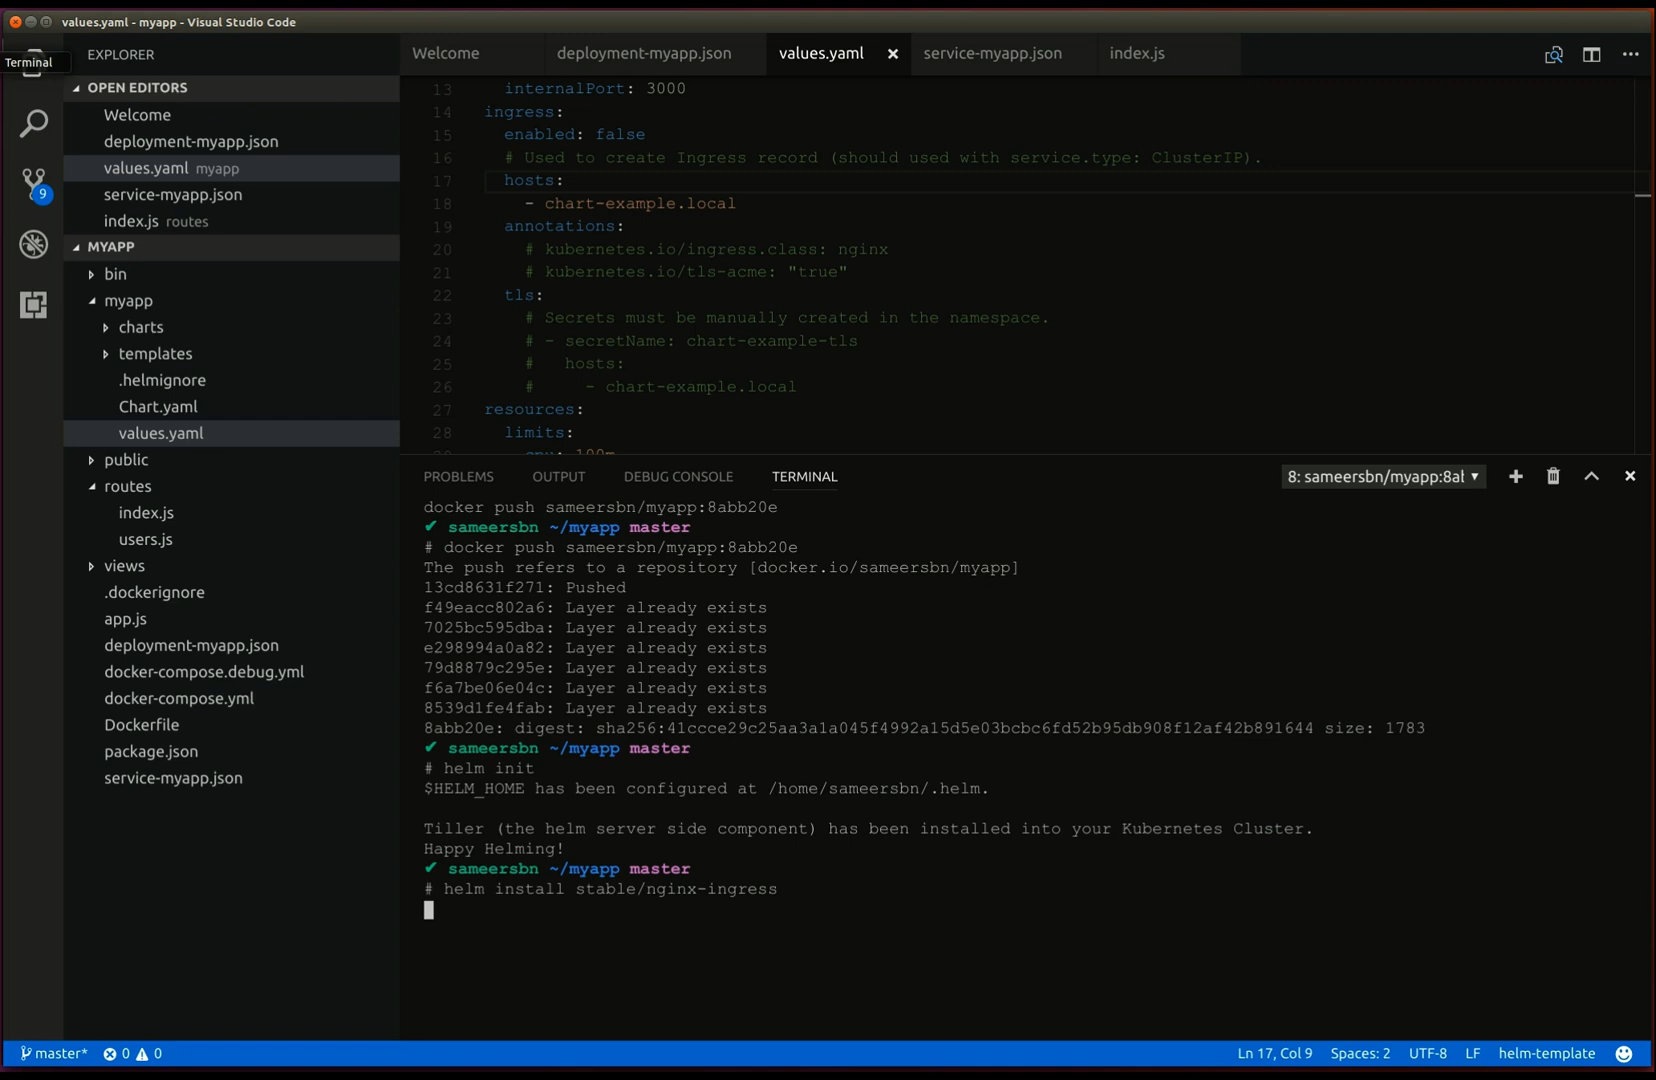 values.yaml - myapp - Visual Studio Code
Terminal
EXPLORER
OPEN EDITORS
Welcome
deployment-myapp.json
values.yaml myapp
service-myapp.json
index.js routes
9
MYAPP
bin
myapp
charts
templates
.helmignore
Chart.yaml
values.yaml
public
routes
index.js
users.js
views
.dockerignore
app.js
deployment-myapp.json
docker-compose.debug.yml
docker-compose.yml
Dockerfile
package.json
service-myapp.json
Welcome deployment-myapp.json values.yaml service-myapp.json index.js
13 internalPort: 3000
14 ingress:
15 enabled: false
16 # Used to create Ingress record (should used with service.type: ClusterIP).
17 hosts:
18 - chart-example.local
19 annotations:
20 # kubernetes.io/ingress.class: nginx
21 # kubernetes.io/tls-acme: "true"
22 tls:
23 # Secrets must be manually created in the namespace.
24 # - secretName: chart-example-tls
25 # hosts:
26 # - chart-example.local
27 resources:
28 limits:
cpu: 100m
PROBLEMS OUTPUT DEBUG CONSOLE TERMINAL 8: sameersbn/myapp:8al
docker push sameersbn/myapp:8abb20e
✔ sameersbn ~/myapp master
# docker push sameersbn/myapp:8abb20e
The push refers to a repository [docker.io/sameersbn/myapp]
13cd8631f271: Pushed
f49eacc802a6: Layer already exists
7025bc595dba: Layer already exists
e298994a0a82: Layer already exists
79d8879c295e: Layer already exists
f6a7be06e04c: Layer already exists
8539d1fe4fab: Layer already exists
8abb20e: digest: sha256:41ccce29c25aa3a1a045f4992a15d5e03bcbc6fd52b95db908f12af42b891644 size: 1783
✔ sameersbn ~/myapp master
# helm init
$HELM_HOME has been configured at /home/sameersbn/.helm.
Tiller (the helm server side component) has been installed into your Kubernetes Cluster.
Happy Helming!
✔ sameersbn ~/myapp master
# helm install stable/nginx-ingress
master* 0 0 Ln 17, Col 9 Spaces: 2 UTF-8 LF helm-template